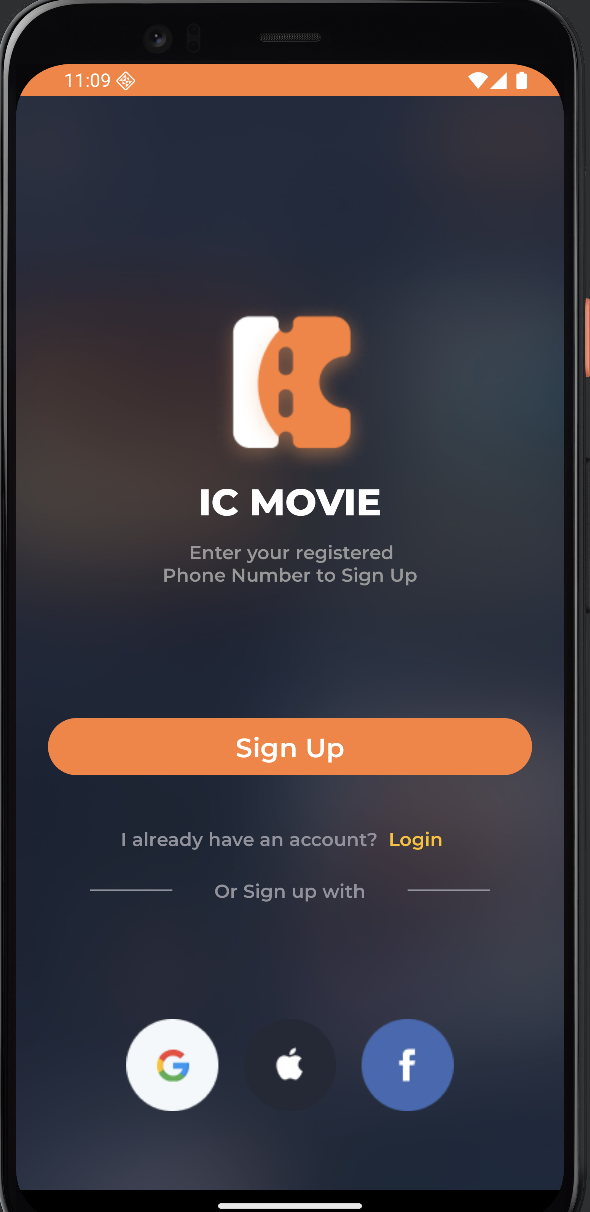 11:09
IC MOVIE
Enter your registered
Phone Number to Sign Up
Sign Up
I already have an account? Login
Or Sign up with